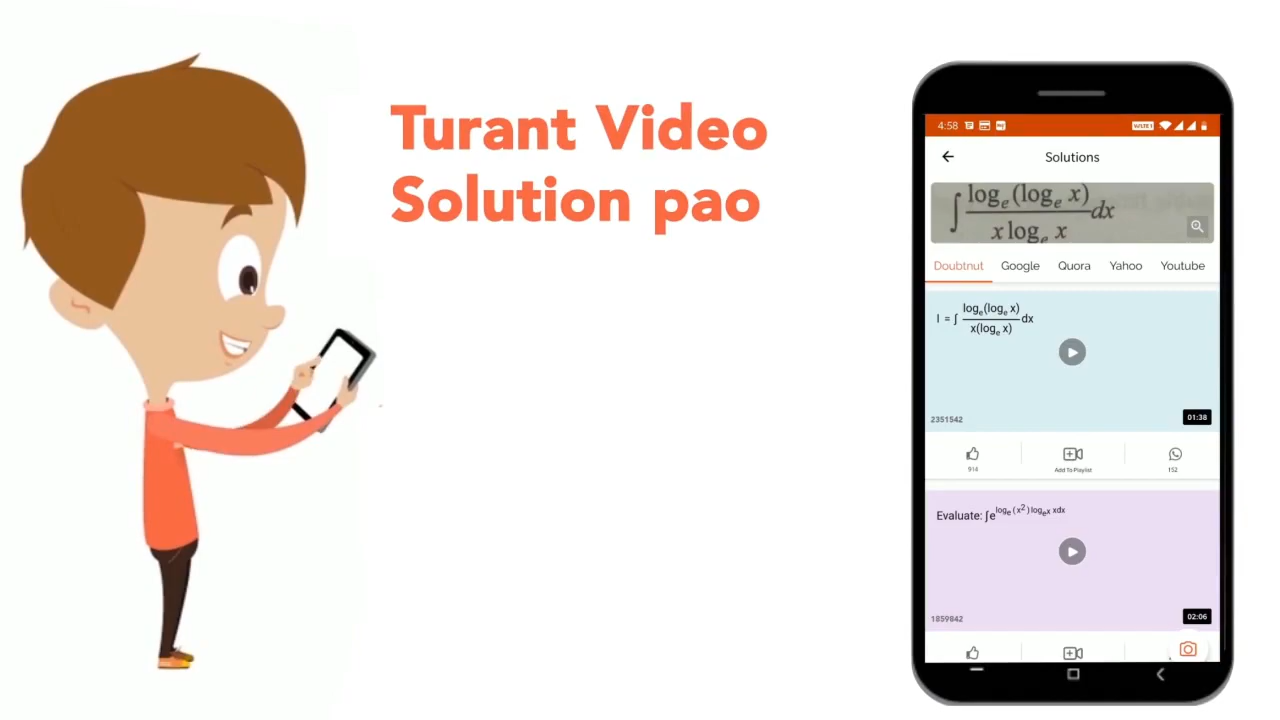 Turant Video
Solution pao
4:58
VoLTE
Solutions
∫ logₑ(logₑ x) / x logₑ x dx
Doubtnut Google Quora Yahoo Youtube
I = ∫ logₑ(logₑ x) / x(logₑ x) dx
2351542 01:38
914 Add To Playlist 152
Evaluate: ∫e^logₑ(x²)logₑx xdx
1859842 02:06